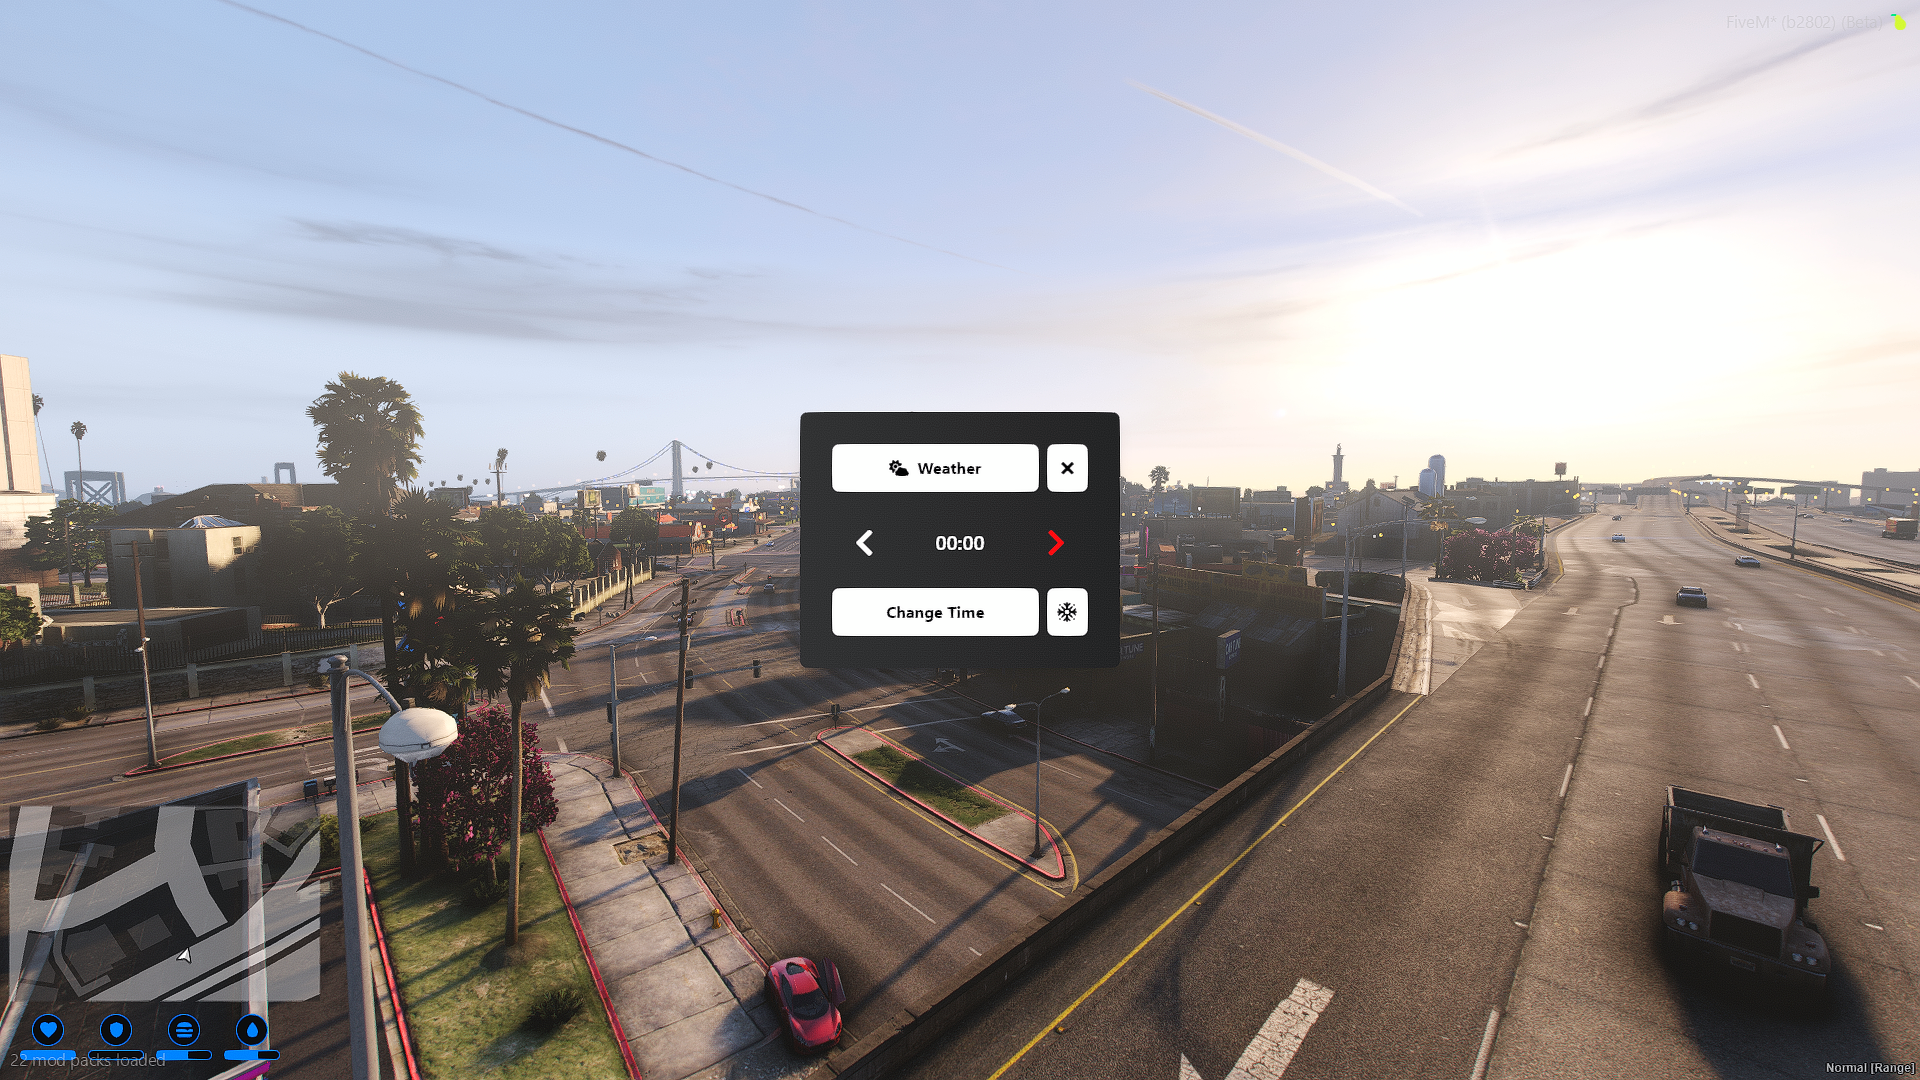 FiveM* (b2802) (Beta)
Weather
00:00
Change Time
22 mod packs loaded
Normal [Range]